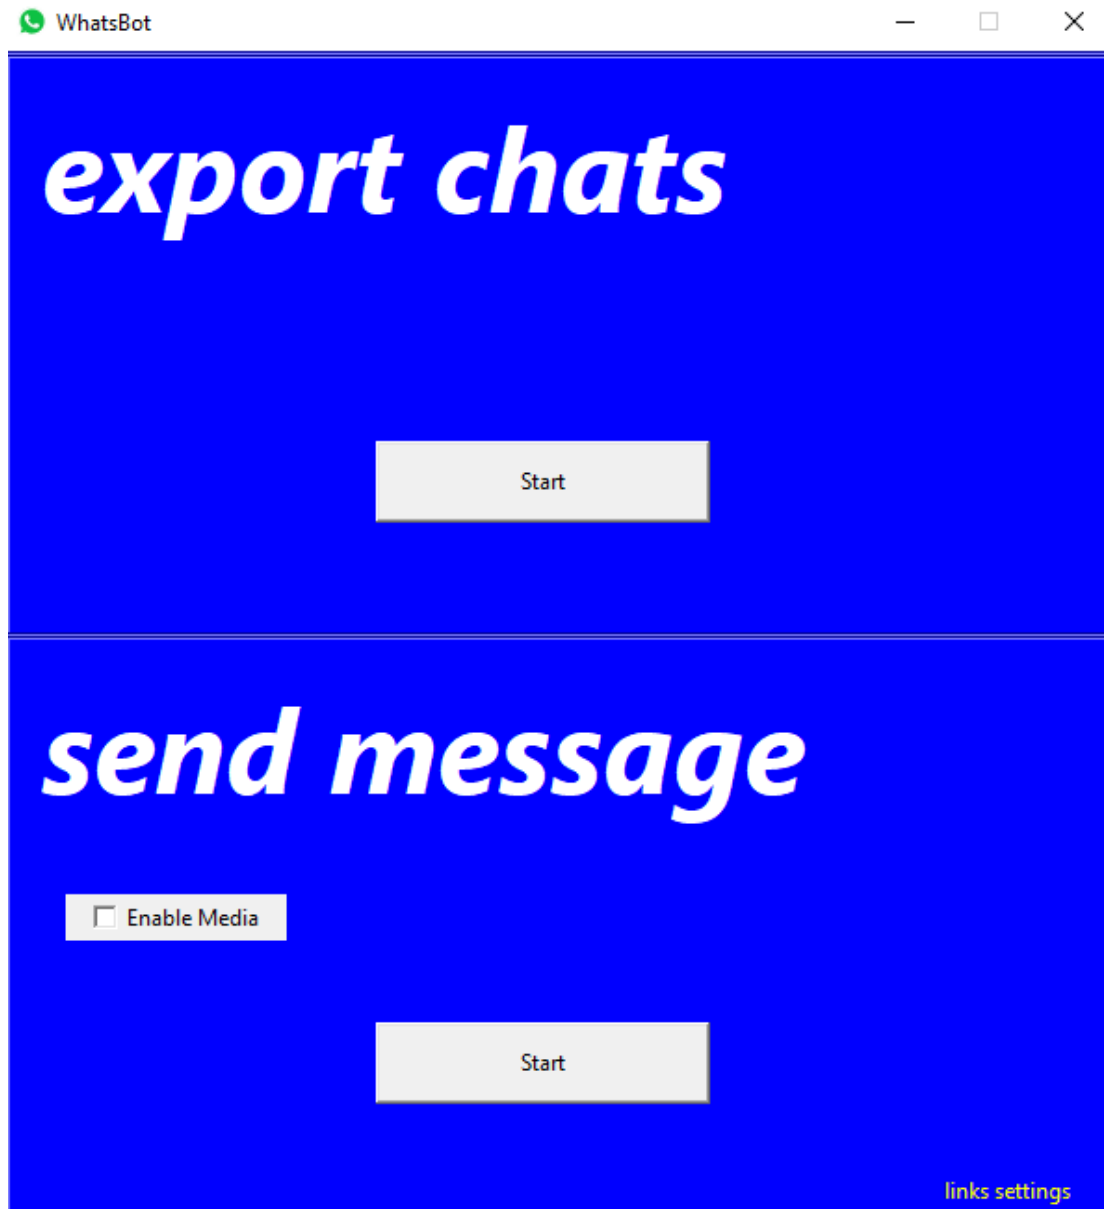 WhatsBot
export chats
Start
send message
Enable Media
Start
links settings